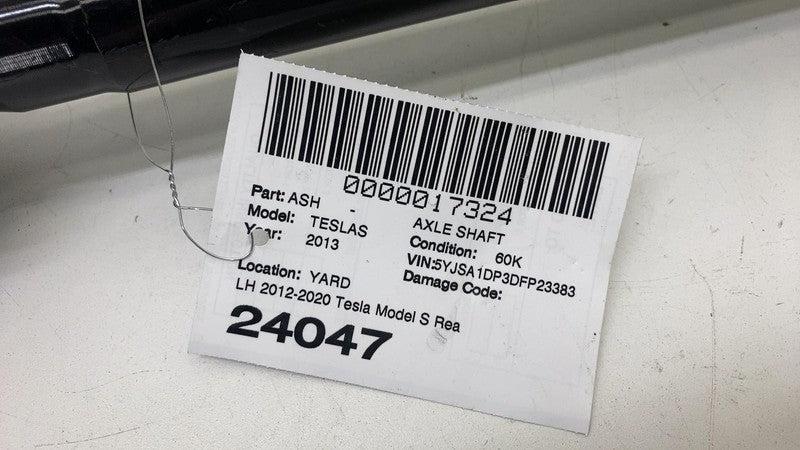 0000017324
Part: ASH - AXLE SHAFT
Model: TESLAS Condition: 60K
Year: 2013 VIN:5YJSA1DP3DFP23383
Damage Code:
Location: YARD
LH 2012-2020 Tesla Model S Rea
24047